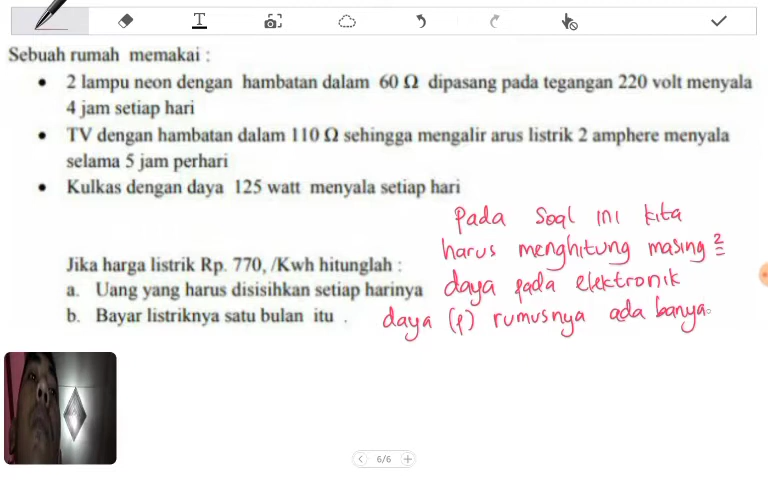 T
Sebuah rumah memakai :
• 2 lampu neon dengan hambatan dalam 60 Ω dipasang pada tegangan 220 volt menyala
4 jam setiap hari
• TV dengan hambatan dalam 110 Ω sehingga mengalir arus listrik 2 amphere menyala
selama 5 jam perhari
• Kulkas dengan daya 125 watt menyala setiap hari
Pada Soal ini kita
harus menghitung masing 2
daya pada elektronik
daya (P) rumusnya ada banya
Jika harga listrik Rp. 770, /Kwh hitunglah :
a. Uang yang harus disisihkan setiap harinya
b. Bayar listriknya satu bulan itu .
< 6/6 +